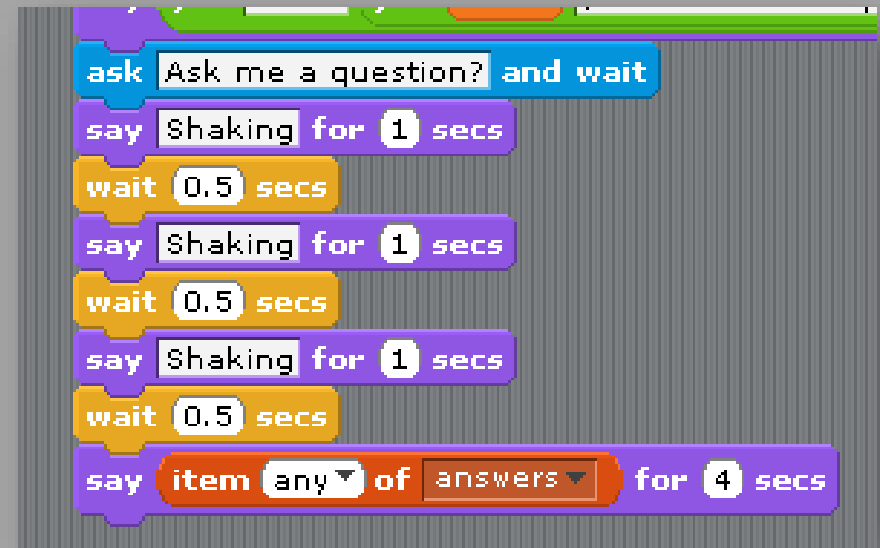 ask Ask me a question? and wait
say Shaking for 1 secs
wait 0.5 secs
say Shaking for 1 secs
wait 0.5 secs
say Shaking for 1 secs
wait 0.5 secs
say item any of answers for 4 secs